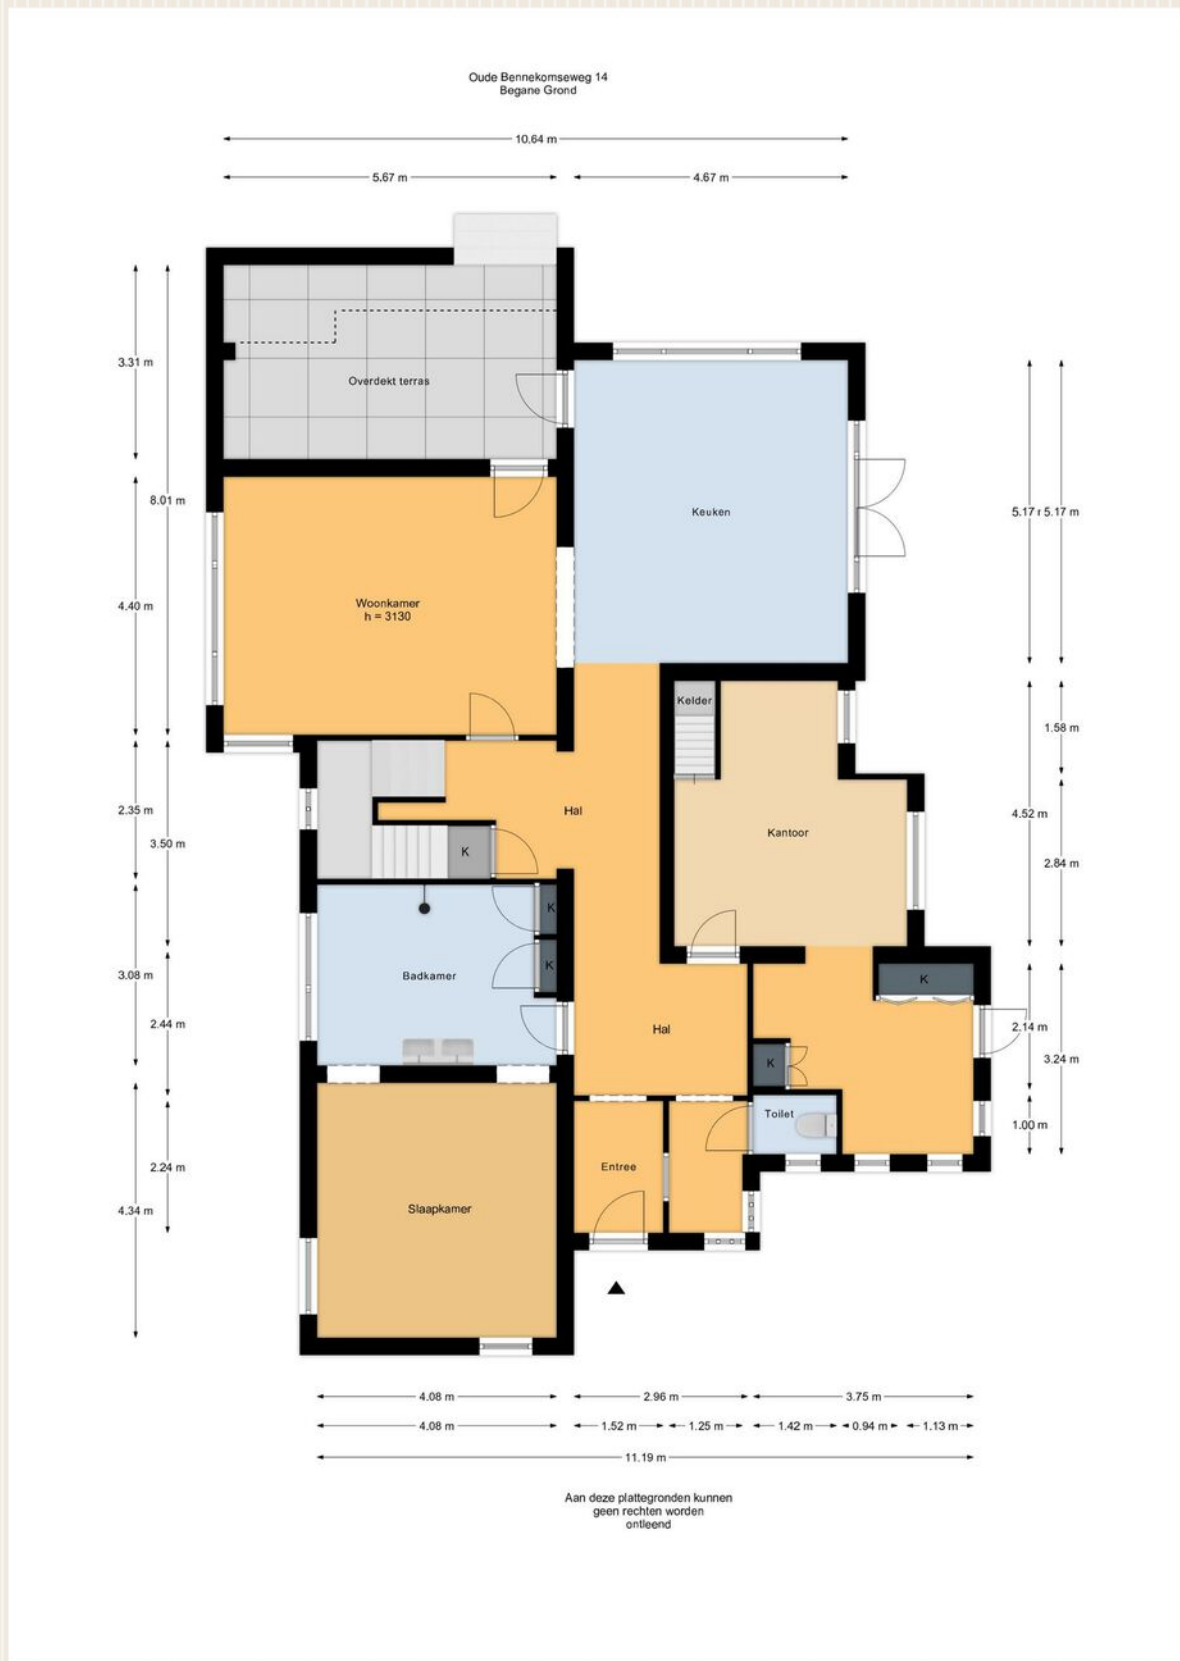 Oude Bennekomseweg 14
Begane Grond
10.64 m
5.67 m
4.67 m
3.31 m
8.01 m
4.40 m
2.35 m
3.50 m
3.08 m
2.44 m
2.24 m
4.34 m
Overdekt terras
Keuken
Woonkamer
h = 3130
Kelder
Hal
K
Kantoor
K
K
Badkamer
Hal
K
K
Toilet
Entree
Slaapkamer
5.17 m
5.17
1.58 m
4.52 m
2.84 m
2.14 m
3.24 m
1.00 m
4.08 m
2.96 m
3.75 m
4.08 m
1.52 m
1.25 m
1.42 m
0.94 m
1.13 m
11.19 m
Aan deze plattegronden kunnen
geen rechten worden
ontleend